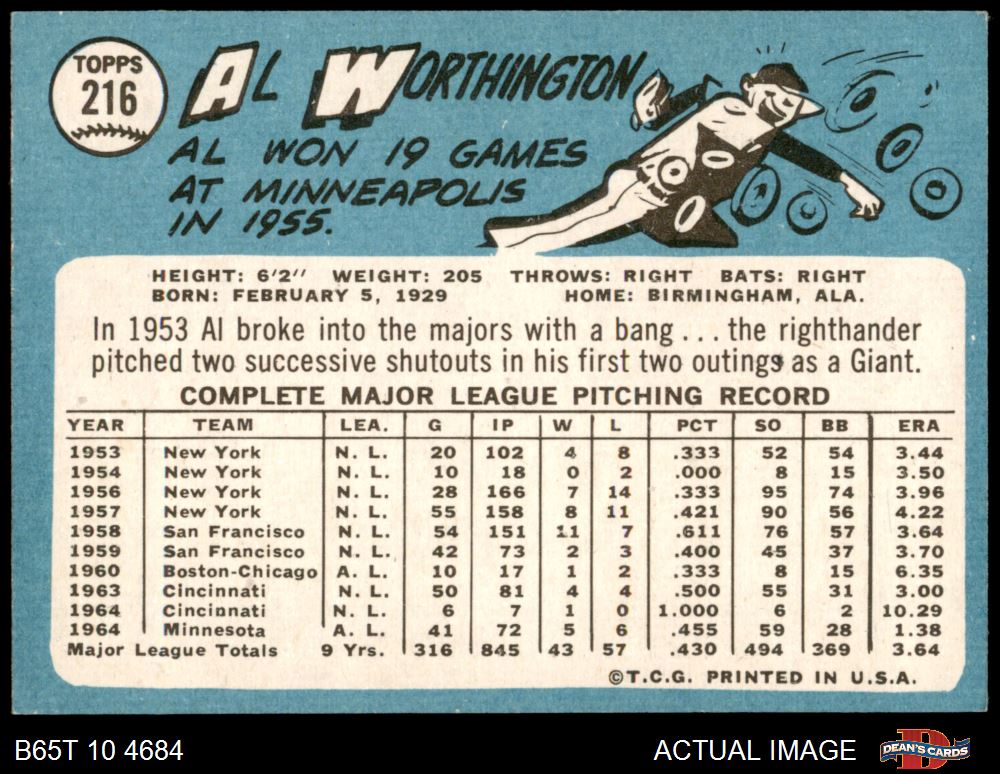 TOPPS
216
AL WORTHINGTON
AL WON 19 GAMES
AT MINNEAPOLIS
IN 1955.
HEIGHT: 6'2" WEIGHT: 205 THROWS: RIGHT BATS: RIGHT
BORN: FEBRUARY 5, 1929 HOME: BIRMINGHAM, ALA.
In 1953 Al broke into the majors with a bang . . . the righthander
pitched two successive shutouts in his first two outings as a Giant.
COMPLETE MAJOR LEAGUE PITCHING RECORD
YEAR TEAM LEA. G IP W L PCT SO BB ERA
1953 New York N. L. 20 102 4 8 .333 52 54 3.44
1954 New York N. L. 10 18 0 2 .000 8 15 3.50
1956 New York N. L. 28 166 7 14 .333 95 74 3.96
1957 New York N. L. 55 158 8 11 .421 90 56 4.22
1958 San Francisco N. L. 54 151 11 7 .611 76 57 3.64
1959 San Francisco N. L. 42 73 2 3 .400 45 37 3.70
1960 Boston-Chicago A. L. 10 17 1 2 .333 8 15 6.35
1963 Cincinnati N. L. 50 81 4 4 .500 55 31 3.00
1964 Cincinnati N. L. 6 7 1 0 1.000 6 2 10.29
1964 Minnesota A. L. 41 72 5 6 .455 59 28 1.38
Major League Totals 9 Yrs. 316 845 43 57 .430 494 369 3.64
©T.C.G. PRINTED IN U.S.A.
B65T 10 4684 ACTUAL IMAGE DEAN'S CARDS